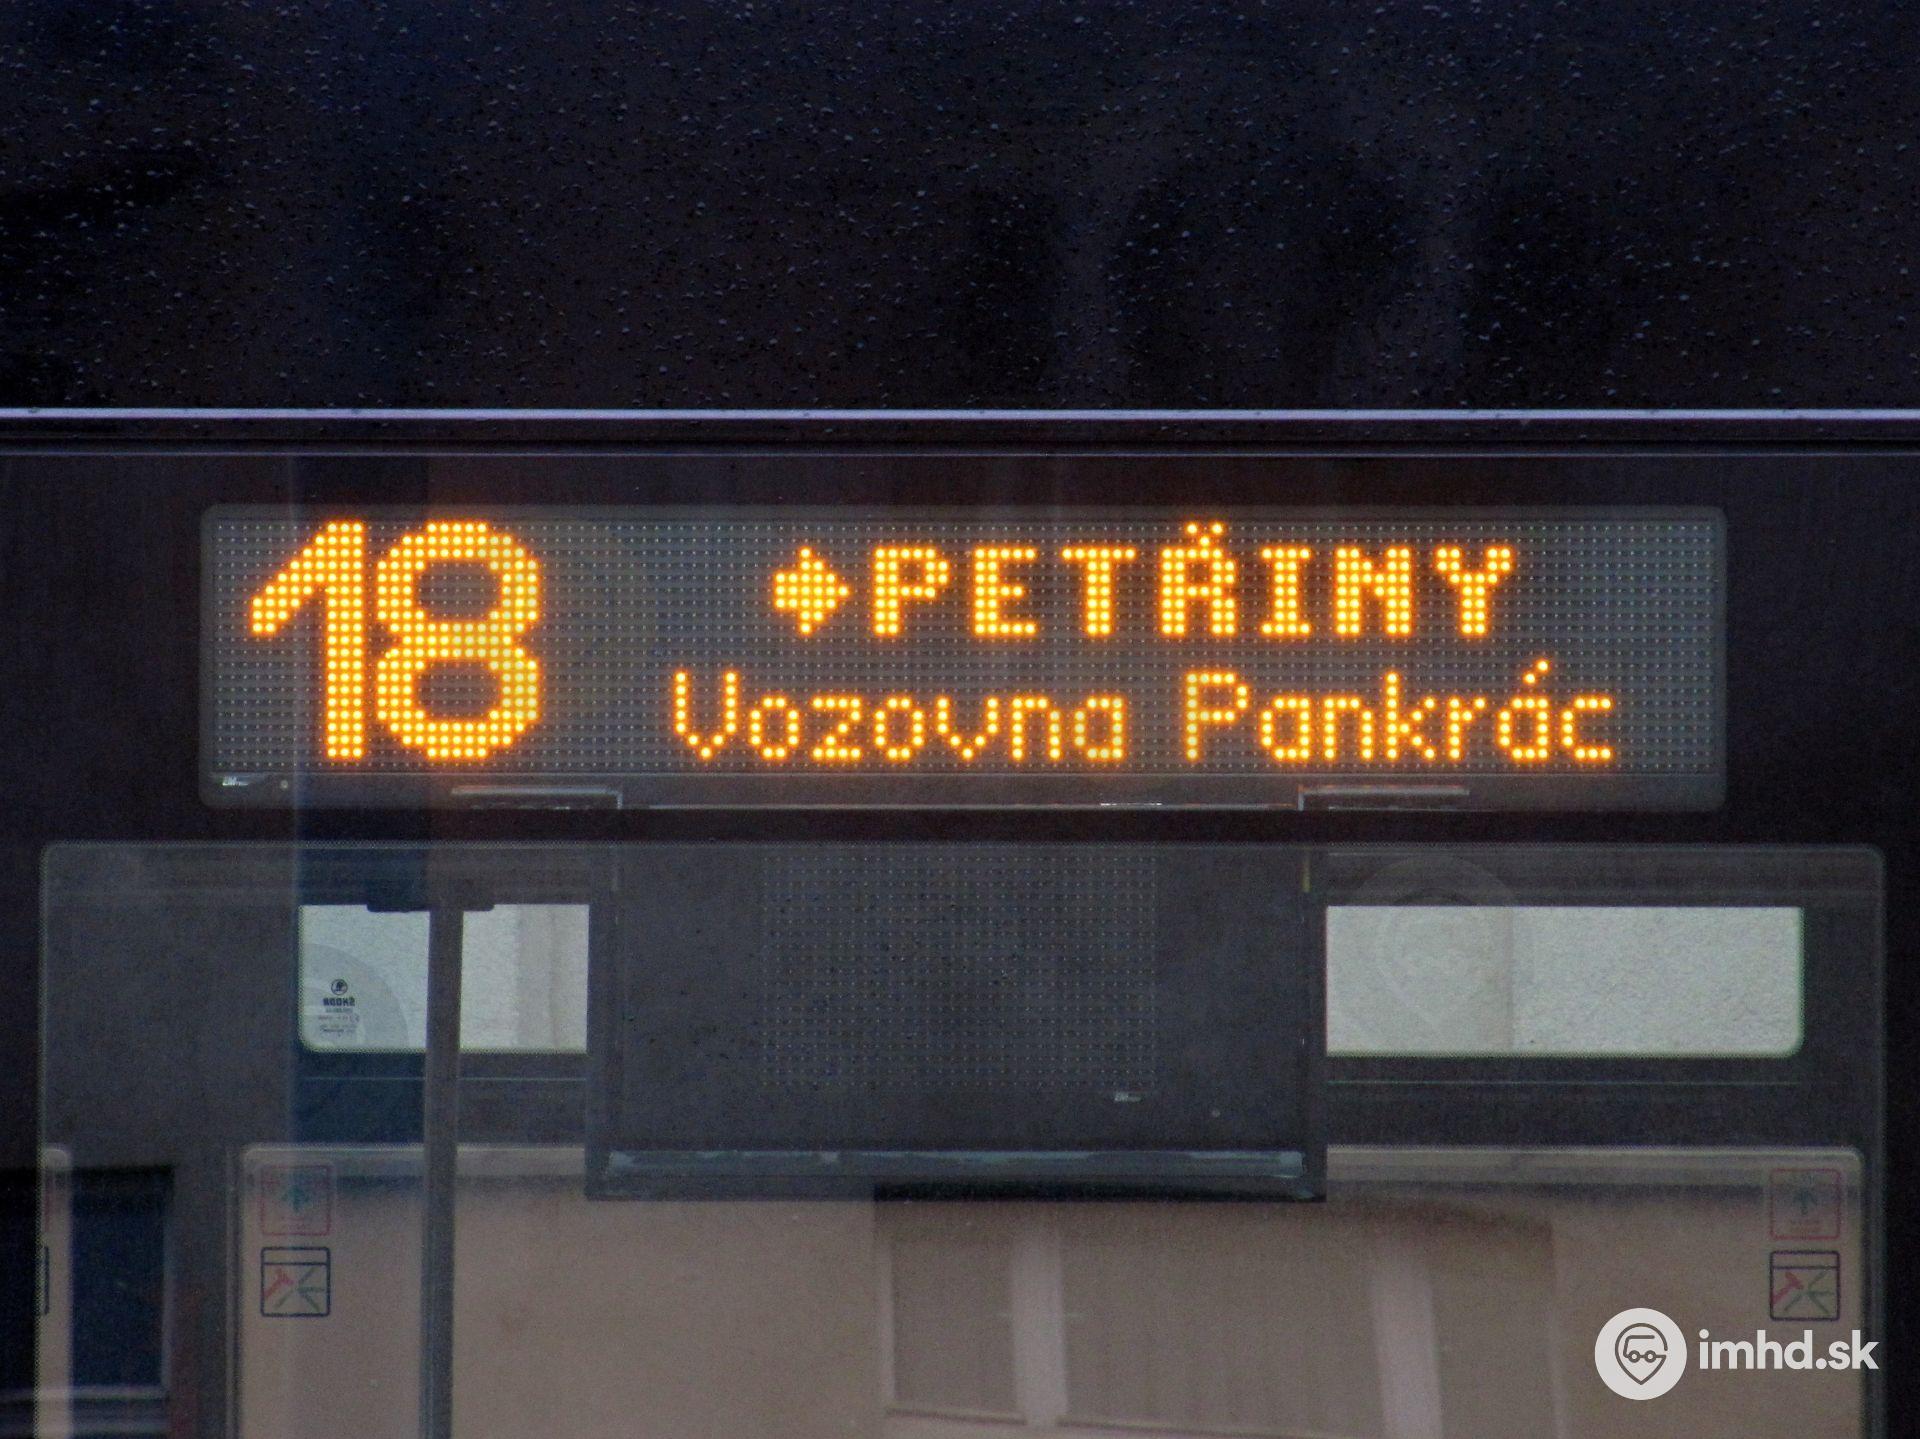 18
➧PETŘINY
Vozovna Pankrác
imhd.sk